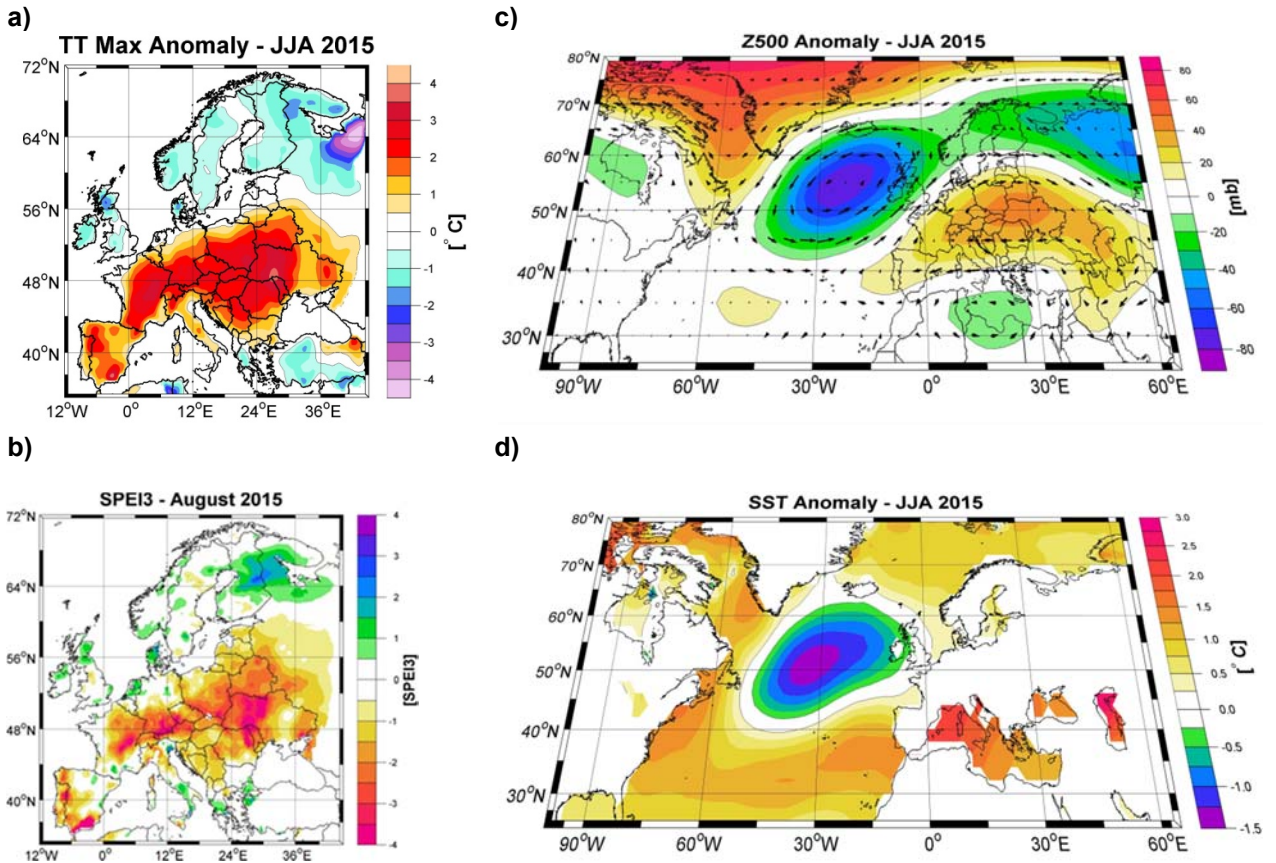 a)
TT Max Anomaly - JJA 2015
72°N
64°N
56°N
48°N
40°N
12°W 0° 12°E 24°E 36°E
4
3
2
1
0
-1
-2
-3
-4
[°C]
c)
Z500 Anomaly - JJA 2015
80°N
70°N
60°N
50°N
40°N
30°N
90°W 60°W 30°W 0° 30°E 60°E
80
60
40
20
0
-20
-40
-60
-80
[mb]
b)
SPEI3 - August 2015
72°N
64°N
56°N
48°N
40°N
12°W 0° 12°E 24°E 36°E
4
3
2
1
0
-1
-2
-3
-4
[SPEI3]
d)
SST Anomaly - JJA 2015
80°N
70°N
60°N
50°N
40°N
30°N
90°W 60°W 30°W 0° 30°E 60°E
3.0
2.5
2.0
1.5
1.0
0.5
0.0
-0.5
-1.0
-1.5
[°C]